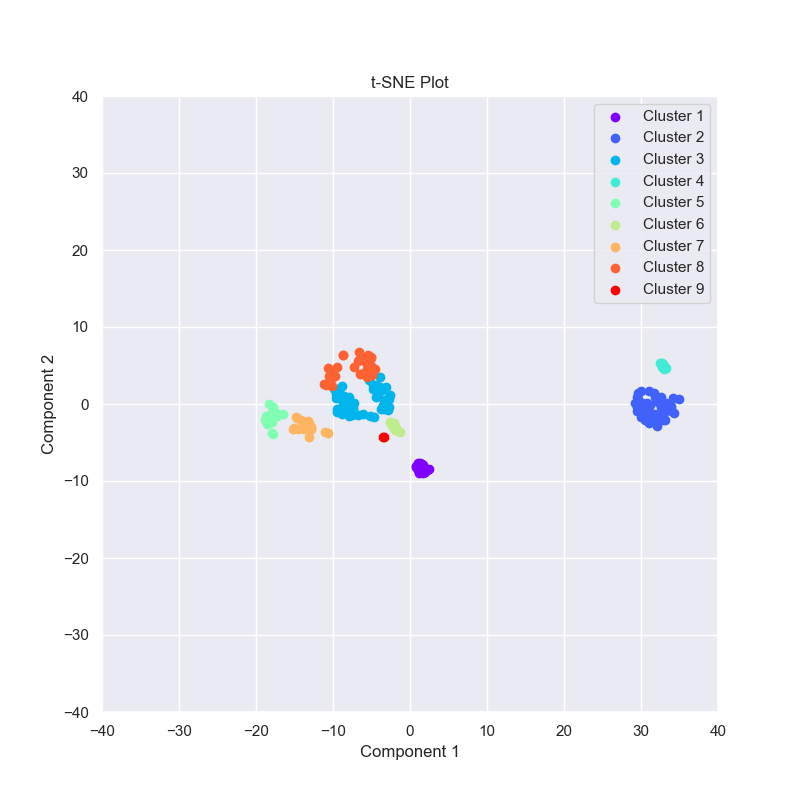 t-SNE Plot
Cluster 1
Cluster 2
Cluster 3
Cluster 4
Cluster 5
Cluster 6
Cluster 7
Cluster 8
Cluster 9
Component 2
40
30
20
10
0
−10
−20
−30
−40
−40
−30
−20
−10
0
10
20
30
40
Component 1